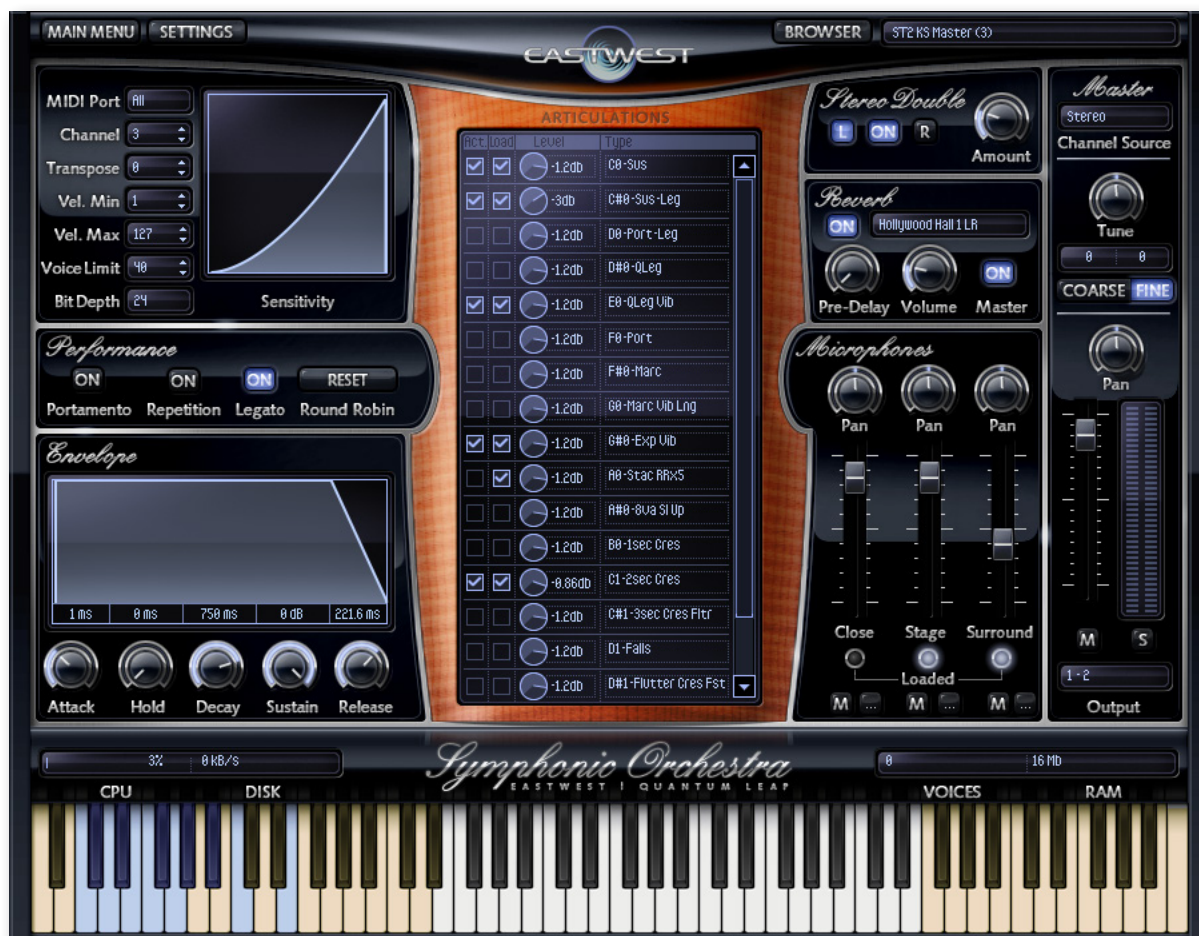 MAIN MENU SETTINGS
EASTWEST
BROWSER ST2 KS Master (3)
MIDI Port All
Channel 3
Transpose 0
Vel. Min 1
Vel. Max 127
Voice Limit 40
Bit Depth 24
Sensitivity
Performance
ON ON ON RESET
Portamento Repetition Legato Round Robin
Envelope
1 ms 0 ms 750 ms 0 dB 221.6 ms
Attack Hold Decay Sustain Release
ARTICULATIONS
Act. Load Level Type
-1.2db C0-Sus
-3db C#0-Sus-Leg
-1.2db D0-Port-Leg
-1.2db D#0-QLeg
-1.2db E0-QLeg Vib
-1.2db F0-Port
-1.2db F#0-Marc
-1.2db G0-Marc Vib Lng
-1.2db G#0-Exp Vib
-1.2db A0-Stac RRx5
-1.2db A#0-8va Sl Up
-1.2db B0-1sec Cres
-0.86db C1-2sec Cres
-1.2db C#1-3sec Cres Fltr
-1.2db D1-Falls
-1.2db D#1-Flutter Cres Fst
Stereo Double
L ON R
Amount
Reverb
ON Hollywood Hall 1 LR
ON
Pre-Delay Volume Master
Microphones
Pan Pan Pan
Close Stage Surround
Loaded
M ... M ... M ...
Master
Stereo
Channel Source
Tune
0 0
COARSE FINE
Pan
M S
1-2
Output
3% 0 kB/s
CPU DISK
Symphonic Orchestra
EASTWEST | QUANTUM LEAP
0 16 Mb
VOICES RAM